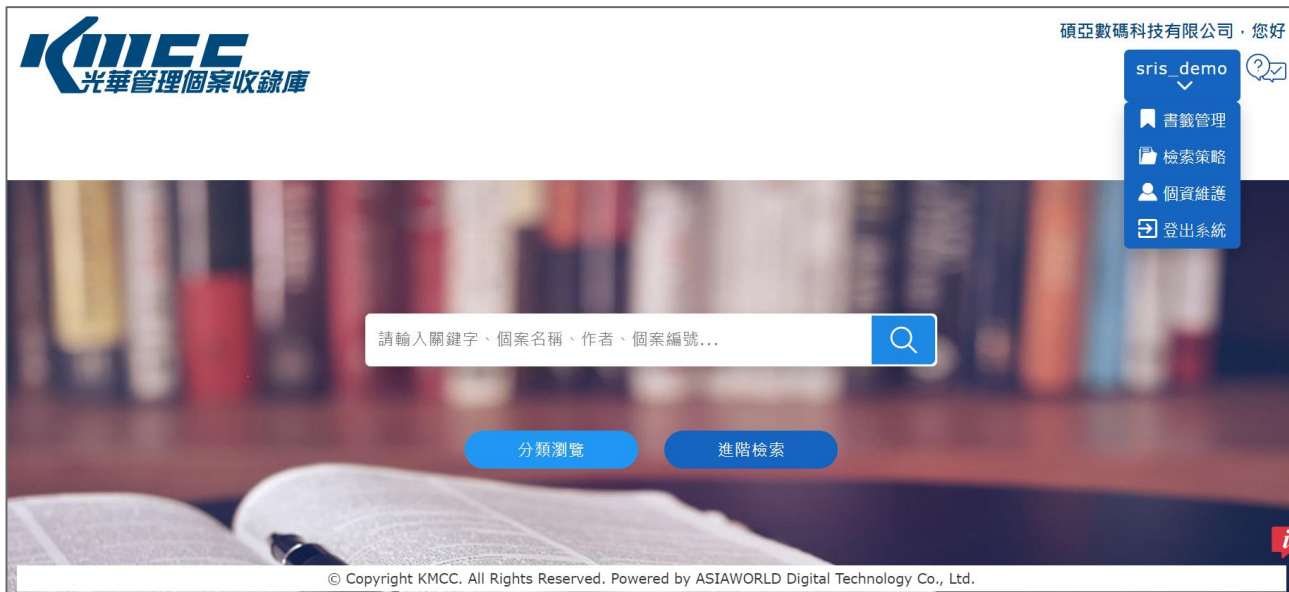 KMCC
光華管理個案收錄庫
碩亞數碼科技有限公司，您好
sris_demo
書籤管理
檢索策略
個資維護
登出系統
請輸入關鍵字、個案名稱、作者、個案編號...
分類瀏覽
進階檢索
© Copyright KMCC. All Rights Reserved. Powered by ASIAWORLD Digital Technology Co., Ltd.